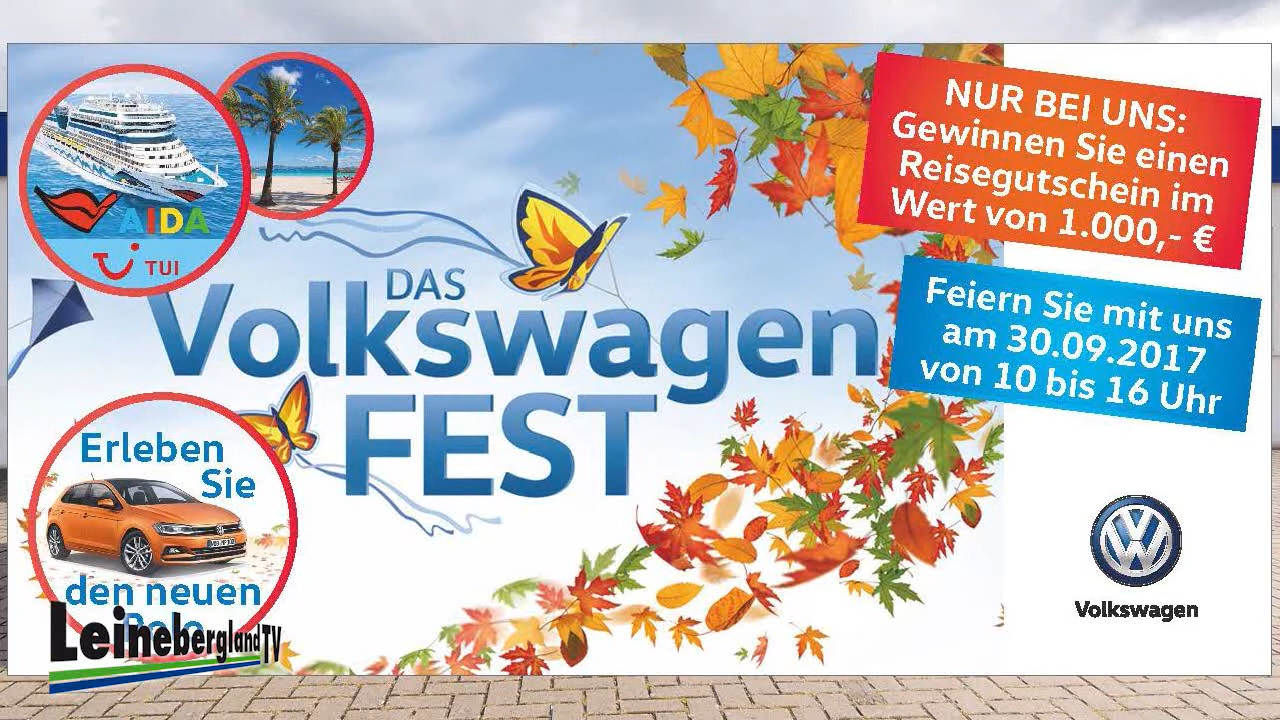 AIDA
TUI
DAS
Volkswagen
FEST
Erleben
Sie
den neuen
Polo
Leinebergland TV
NUR BEI UNS:
Gewinnen Sie einen
Reisegutschein im
Wert von 1.000,- €
Feiern Sie mit uns
am 30.09.2017
von 10 bis 16 Uhr
Volkswagen